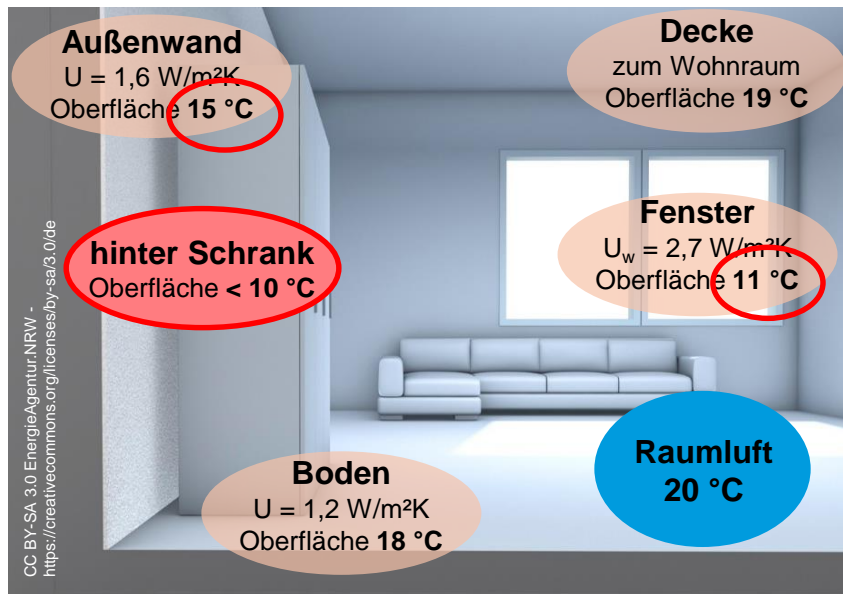 Außenwand
U = 1,6 W/m²K
Oberfläche 15 °C
Decke
zum Wohnraum
Oberfläche 19 °C
hinter Schrank
Oberfläche < 10 °C
Fenster
Uw = 2,7 W/m²K
Oberfläche 11 °C
Boden
U = 1,2 W/m²K
Oberfläche 18 °C
Raumluft
20 °C
CC BY-SA 3.0 EnergieAgentur.NRW -
https://creativecommons.org/licenses/by-sa/3.0/de